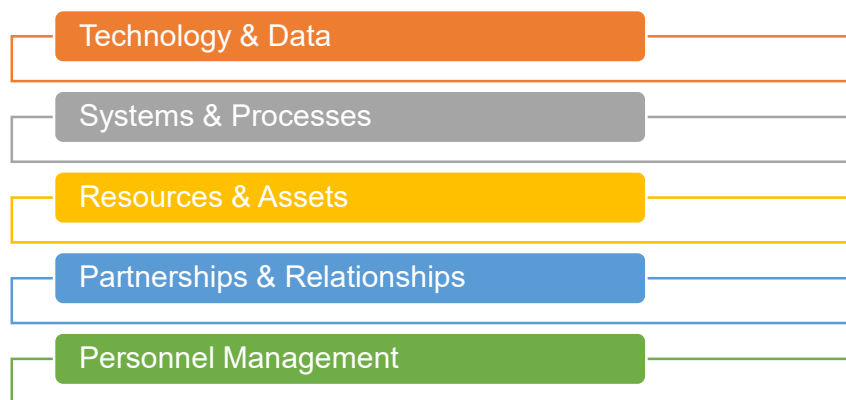 Technology & Data
Systems & Processes
Resources & Assets
Partnerships & Relationships
Personnel Management